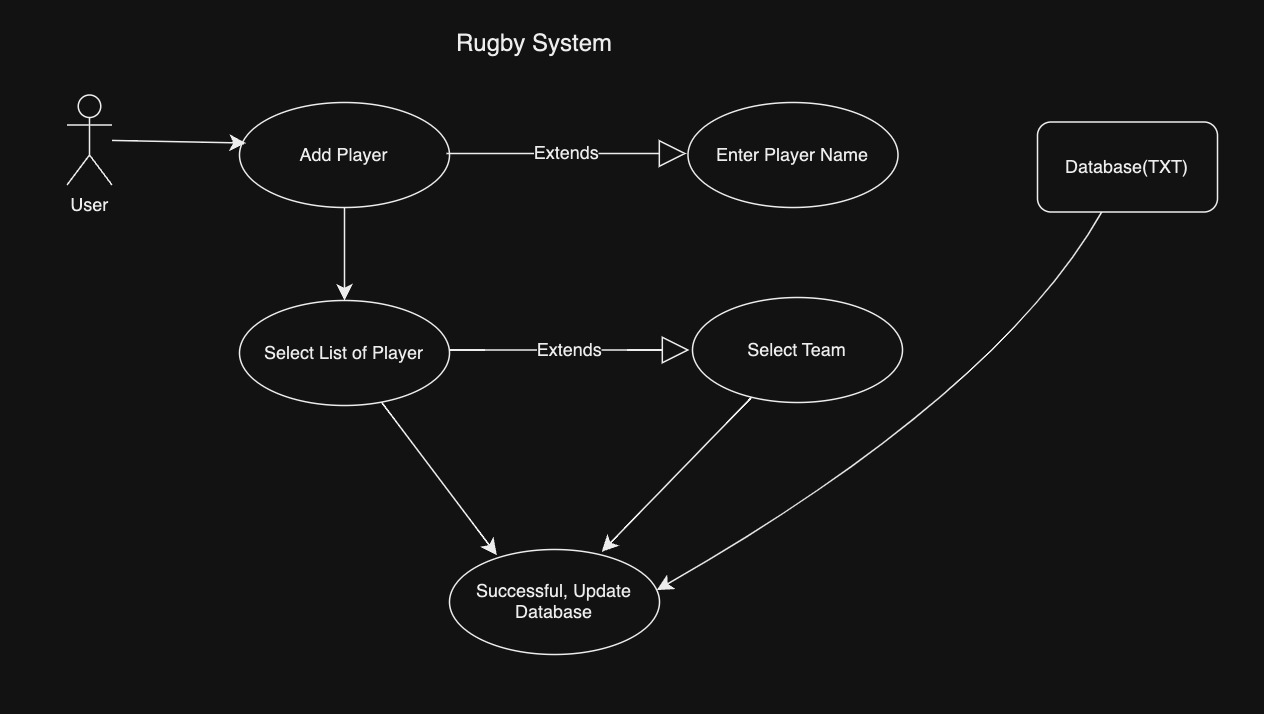 Rugby System
User
Add Player
Extends
Enter Player Name
Database(TXT)
Select List of Player
Extends
Select Team
Successful, Update
Database